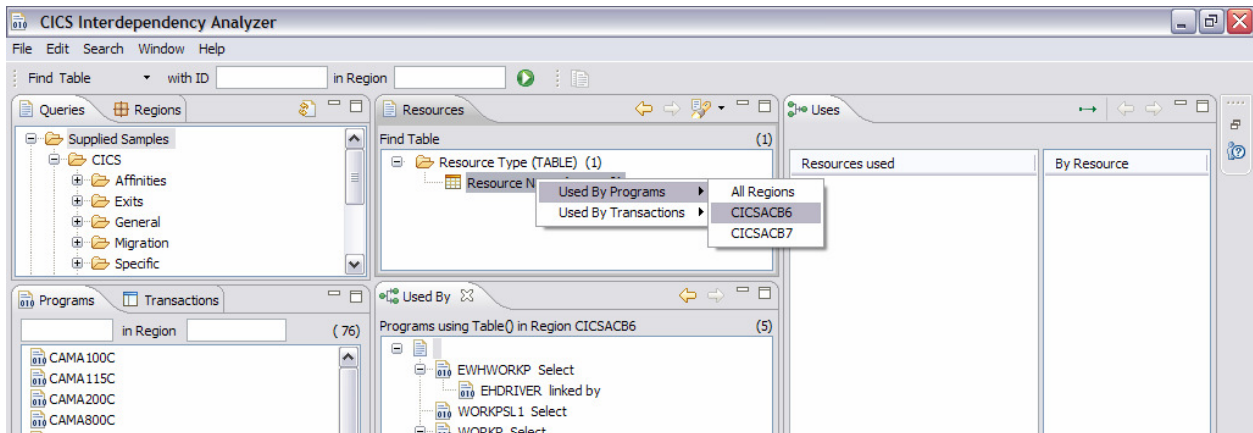 CICS Interdependency Analyzer
File Edit Search Window Help
Find Table with ID in Region
Queries Regions
Supplied Samples
CICS
Affinities
Exits
General
Migration
Specific
Resources
Find Table (1)
Resource Type (TABLE) (1)
Resource N
Used By Programs
Used By Transactions
All Regions
CICSACB6
CICSACB7
Uses
Resources used By Resource
Programs Transactions
in Region (76)
CAMA100C
CAMA115C
CAMA200C
CAMA800C
Used By
Programs using Table() in Region CICSACB6 (5)
EWHWORKP Select
EHDRIVER linked by
WORKPSL1 Select
WORKP Select